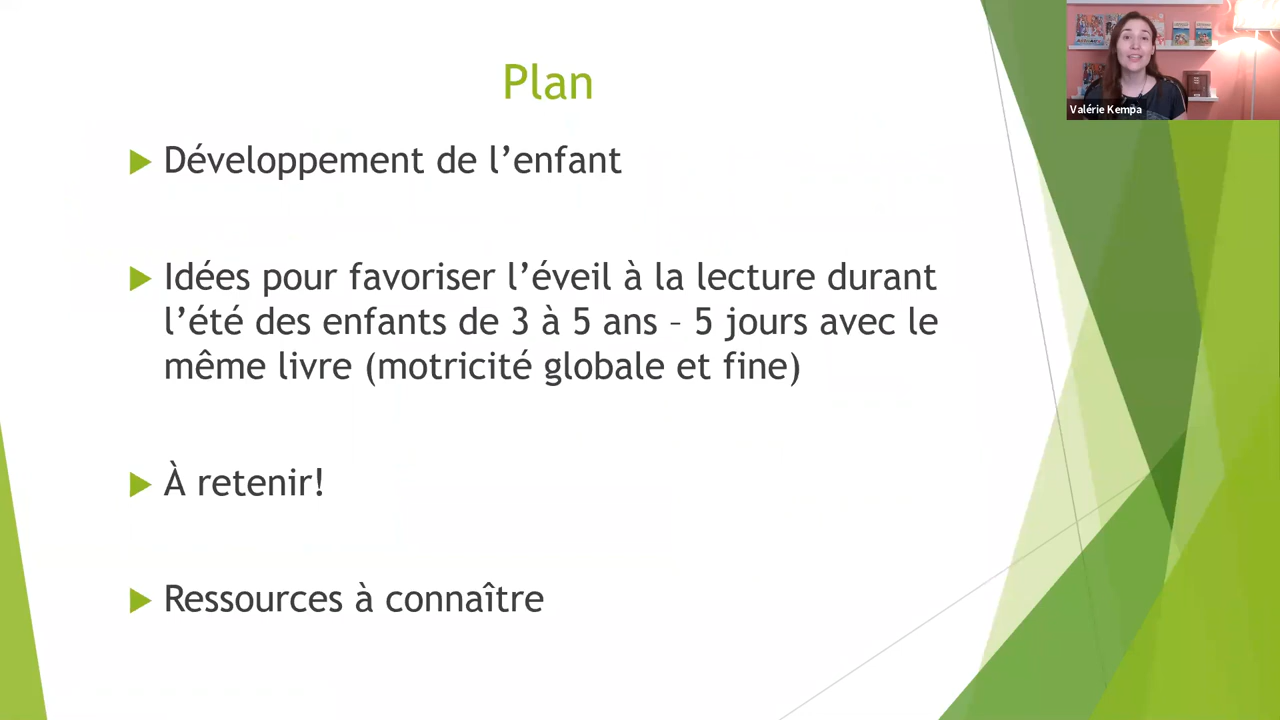 Plan
Développement de l’enfant
Idées pour favoriser l’éveil à la lecture durant
l’été des enfants de 3 à 5 ans – 5 jours avec le
même livre (motricité globale et fine)
À retenir!
Ressources à connaître
Valérie Kempa